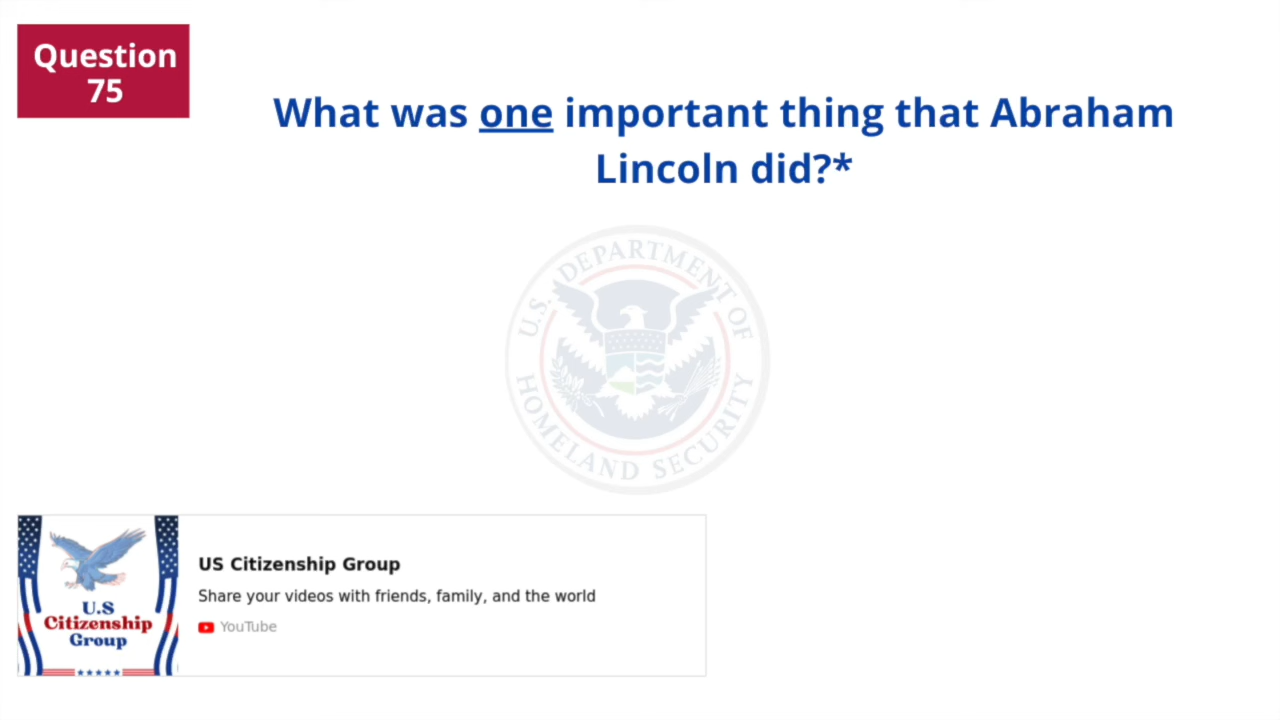 Question
75
What was one important thing that Abraham
Lincoln did?*
U.S. DEPARTMENT OF
HOMELAND SECURITY
U.S
Citizenship
Group
US Citizenship Group
Share your videos with friends, family, and the world
YouTube